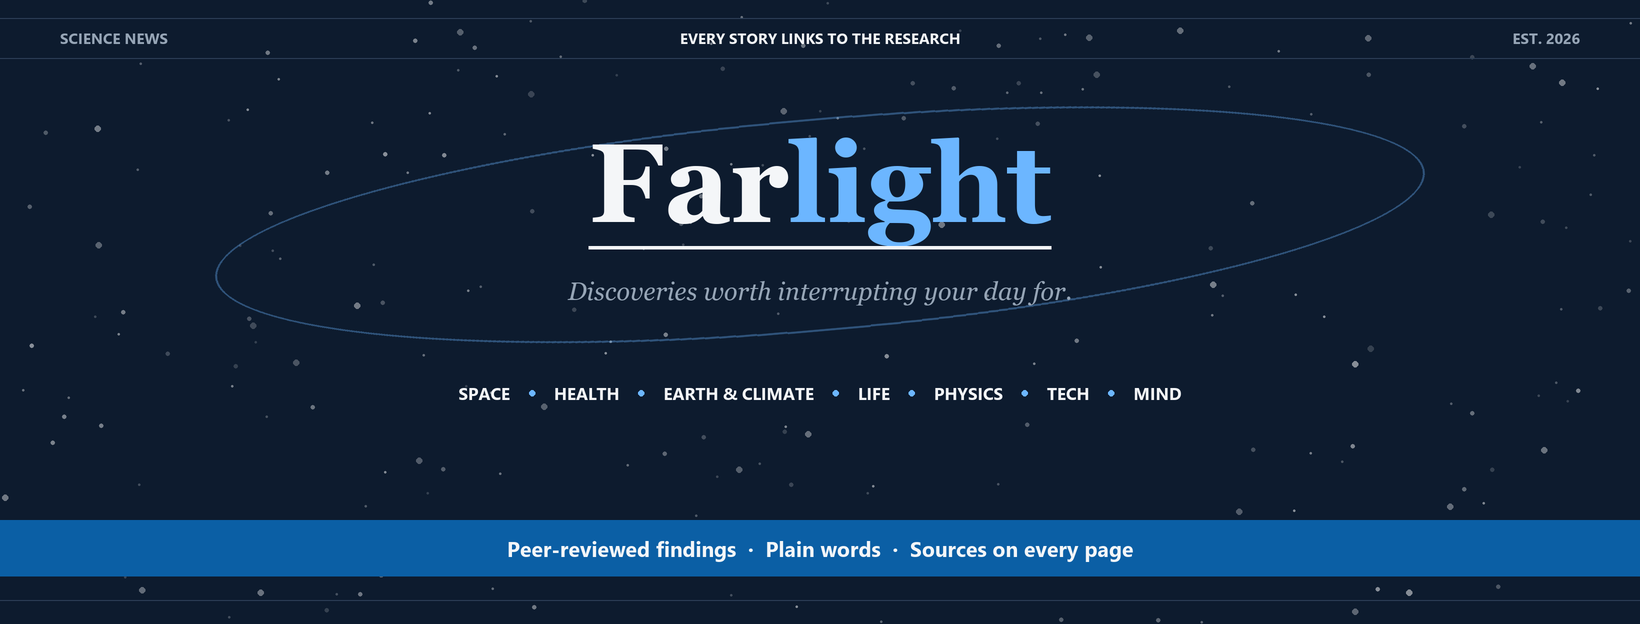 SCIENCE NEWS EVERY STORY LINKS TO THE RESEARCH EST. 2026
Farlight
Discoveries worth interrupting your day for.
SPACE • HEALTH • EARTH & CLIMATE • LIFE • PHYSICS • TECH • MIND
Peer-reviewed findings · Plain words · Sources on every page